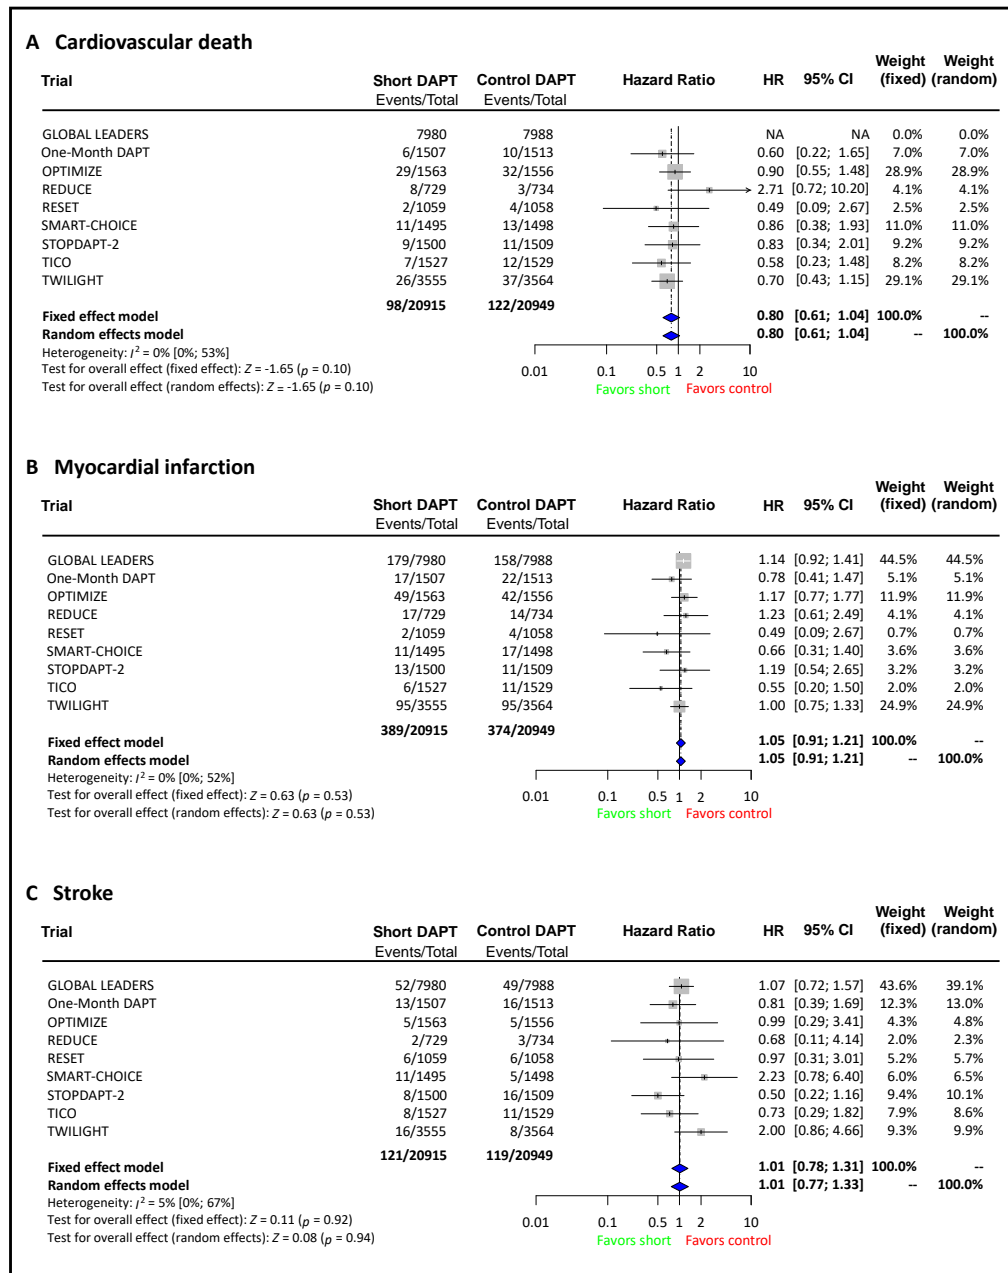 A Cardiovascular death
Weight Weight
Trial Short DAPT Control DAPT Hazard Ratio HR 95% CI (fixed) (random)
Events/Total Events/Total
GLOBAL LEADERS 7980 7988 NA NA 0.0% 0.0%
One-Month DAPT 6/1507 10/1513 0.60 [0.22; 1.65] 7.0% 7.0%
OPTIMIZE 29/1563 32/1556 0.90 [0.55; 1.48] 28.9% 28.9%
REDUCE 8/729 3/734 2.71 [0.72; 10.20] 4.1% 4.1%
RESET 2/1059 4/1058 0.49 [0.09; 2.67] 2.5% 2.5%
SMART-CHOICE 11/1495 13/1498 0.86 [0.38; 1.93] 11.0% 11.0%
STOPDAPT-2 9/1500 11/1509 0.83 [0.34; 2.01] 9.2% 9.2%
TICO 7/1527 12/1529 0.58 [0.23; 1.48] 8.2% 8.2%
TWILIGHT 26/3555 37/3564 0.70 [0.43; 1.15] 29.1% 29.1%
98/20915 122/20949
Fixed effect model 0.80 [0.61; 1.04] 100.0% --
Random effects model 0.80 [0.61; 1.04] -- 100.0%
Heterogeneity: I² = 0% [0%; 53%]
Test for overall effect (fixed effect): Z = -1.65 (p = 0.10)
Test for overall effect (random effects): Z = -1.65 (p = 0.10)
0.01 0.1 0.5 1 2 10
Favors short Favors control
B Myocardial infarction
Weight Weight
Trial Short DAPT Control DAPT Hazard Ratio HR 95% CI (fixed) (random)
Events/Total Events/Total
GLOBAL LEADERS 179/7980 158/7988 1.14 [0.92; 1.41] 44.5% 44.5%
One-Month DAPT 17/1507 22/1513 0.78 [0.41; 1.47] 5.1% 5.1%
OPTIMIZE 49/1563 42/1556 1.17 [0.77; 1.77] 11.9% 11.9%
REDUCE 17/729 14/734 1.23 [0.61; 2.49] 4.1% 4.1%
RESET 2/1059 4/1058 0.49 [0.09; 2.67] 0.7% 0.7%
SMART-CHOICE 11/1495 17/1498 0.66 [0.31; 1.40] 3.6% 3.6%
STOPDAPT-2 13/1500 11/1509 1.19 [0.54; 2.65] 3.2% 3.2%
TICO 6/1527 11/1529 0.55 [0.20; 1.50] 2.0% 2.0%
TWILIGHT 95/3555 95/3564 1.00 [0.75; 1.33] 24.9% 24.9%
389/20915 374/20949
Fixed effect model 1.05 [0.91; 1.21] 100.0% --
Random effects model 1.05 [0.91; 1.21] -- 100.0%
Heterogeneity: I² = 0% [0%; 52%]
Test for overall effect (fixed effect): Z = 0.63 (p = 0.53)
Test for overall effect (random effects): Z = 0.63 (p = 0.53)
0.01 0.1 0.5 1 2 10
Favors short Favors control
C Stroke
Weight Weight
Trial Short DAPT Control DAPT Hazard Ratio HR 95% CI (fixed) (random)
Events/Total Events/Total
GLOBAL LEADERS 52/7980 49/7988 1.07 [0.72; 1.57] 43.6% 39.1%
One-Month DAPT 13/1507 16/1513 0.81 [0.39; 1.69] 12.3% 13.0%
OPTIMIZE 5/1563 5/1556 0.99 [0.29; 3.41] 4.3% 4.8%
REDUCE 2/729 3/734 0.68 [0.11; 4.14] 2.0% 2.3%
RESET 6/1059 6/1058 0.97 [0.31; 3.01] 5.2% 5.7%
SMART-CHOICE 11/1495 5/1498 2.23 [0.78; 6.40] 6.0% 6.5%
STOPDAPT-2 8/1500 16/1509 0.50 [0.22; 1.16] 9.4% 10.1%
TICO 8/1527 11/1529 0.73 [0.29; 1.82] 7.9% 8.6%
TWILIGHT 16/3555 8/3564 2.00 [0.86; 4.66] 9.3% 9.9%
121/20915 119/20949
Fixed effect model 1.01 [0.78; 1.31] 100.0% --
Random effects model 1.01 [0.77; 1.33] -- 100.0%
Heterogeneity: I² = 5% [0%; 67%]
Test for overall effect (fixed effect): Z = 0.11 (p = 0.92)
Test for overall effect (random effects): Z = 0.08 (p = 0.94)
0.01 0.1 0.5 1 2 10
Favors short Favors control